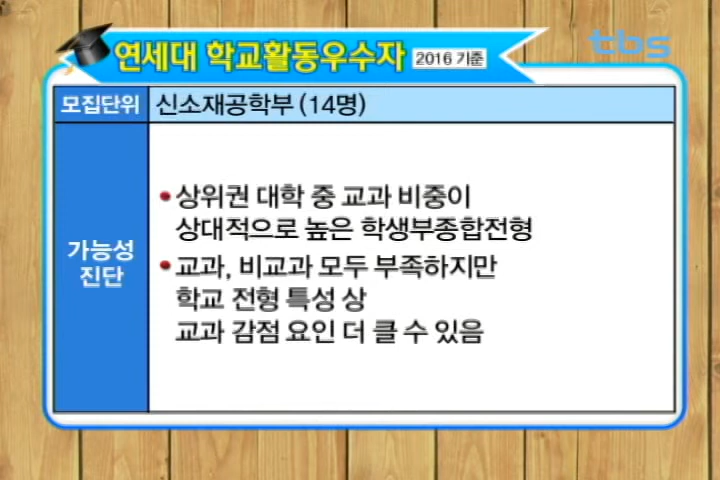 연세대 학교활동우수자 2016 기준
tbs
모집단위 신소재공학부 (14명)
가능성
진단
• 상위권 대학 중 교과 비중이
상대적으로 높은 학생부종합전형
• 교과, 비교과 모두 부족하지만
학교 전형 특성 상
교과 감점 요인 더 클 수 있음